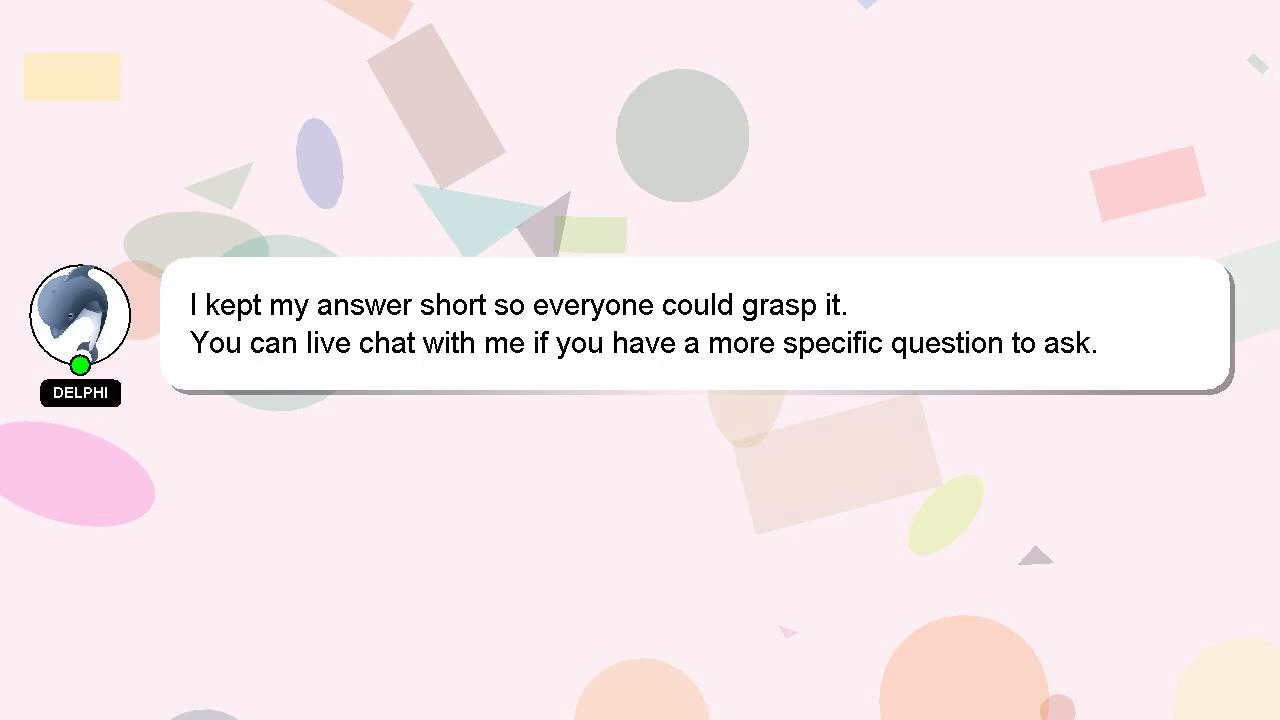 I kept my answer short so everyone could grasp it.
You can live chat with me if you have a more specific question to ask.
DELPHI